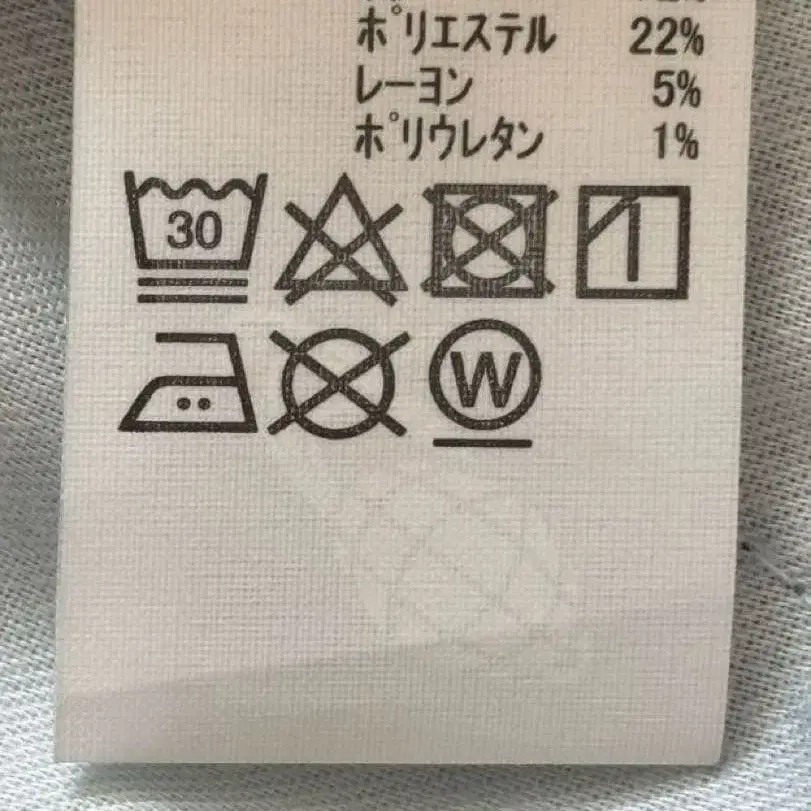 ポリエステル 22%
レーヨン 5%
ポリウレタン 1%
30
W